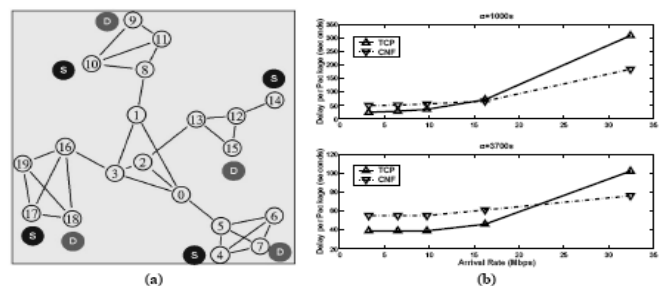 D
9
11
10
S
8
S
14
1
13
12
15
D
16
2
3
19
0
17
18
S
D
5
6
7
4
S
D
(a)
α=1000s
Delay per Package (seconds)
350
300
250
200
150
100
50
0
TCP
CNF
0 5 10 15 20 25 30 35
α=3700s
Delay per Package (seconds)
120
100
80
60
40
20
TCP
CNF
0 5 10 15 20 25 30 35
Arrival Rate (Mbps)
(b)